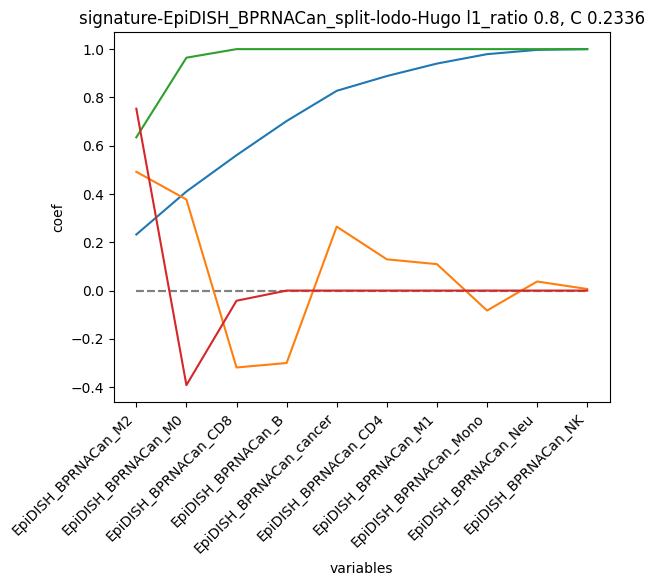 signature-EpiDISH_BPRNACan_split-lodo-Hugo l1_ratio 0.8, C 0.2336
1.0
0.8
0.6
0.4
0.2
0.0
−0.2
−0.4
coef
EpiDISH_BPRNACan_M2
EpiDISH_BPRNACan_M0
EpiDISH_BPRNACan_CD8
EpiDISH_BPRNACan_B
EpiDISH_BPRNACan_cancer
EpiDISH_BPRNACan_CD4
EpiDISH_BPRNACan_M1
EpiDISH_BPRNACan_Mono
EpiDISH_BPRNACan_Neu
EpiDISH_BPRNACan_NK
variables